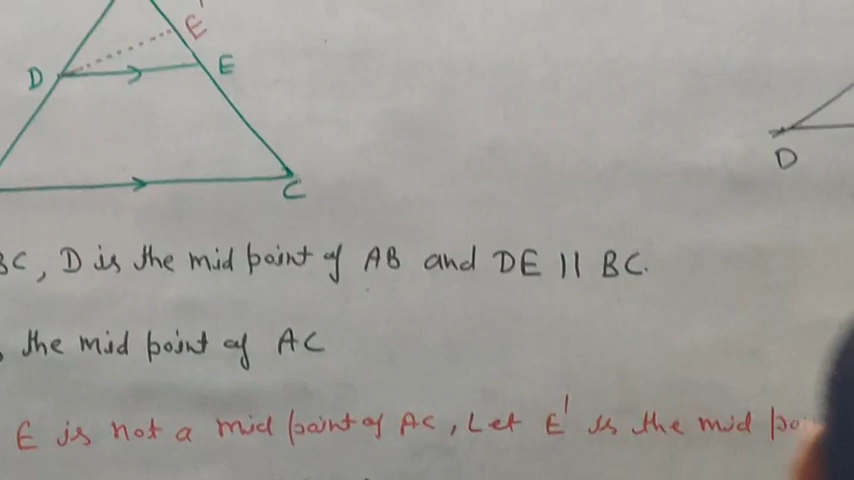 E'
D E
D
C
BC, D is the mid point of AB and DE || BC.
the mid point of AC
E is not a mid point of AC, Let E' is the mid